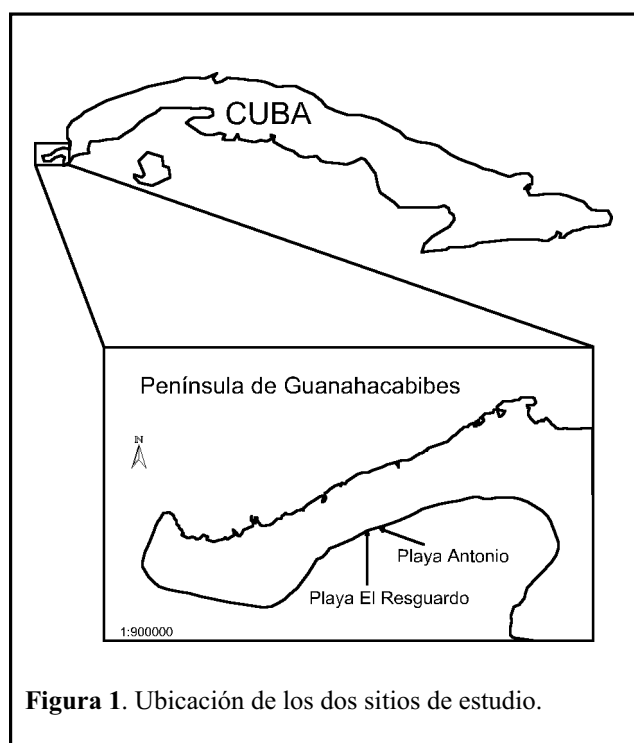 CUBA
Península de Guanahacabibes
N
Playa Antonio
Playa El Resguardo
1:900000
Figura 1. Ubicación de los dos sitios de estudio.